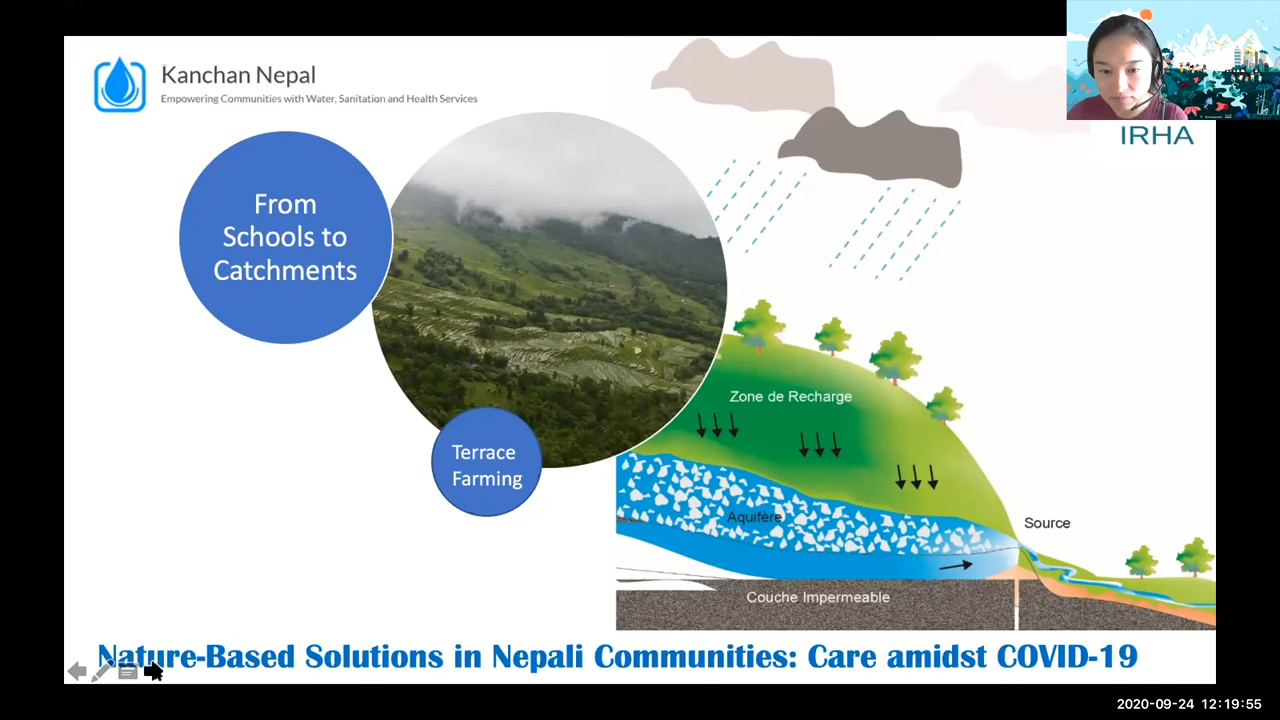 Kanchan Nepal
Empowering Communities with Water, Sanitation and Health Services
IRHA
From
Schools to
Catchments
Terrace
Farming
Zone de Recharge
Aquifère
Source
Couche Impermeable
Nature-Based Solutions in Nepali Communities: Care amidst COVID-19
2020-09-24 12:19:55